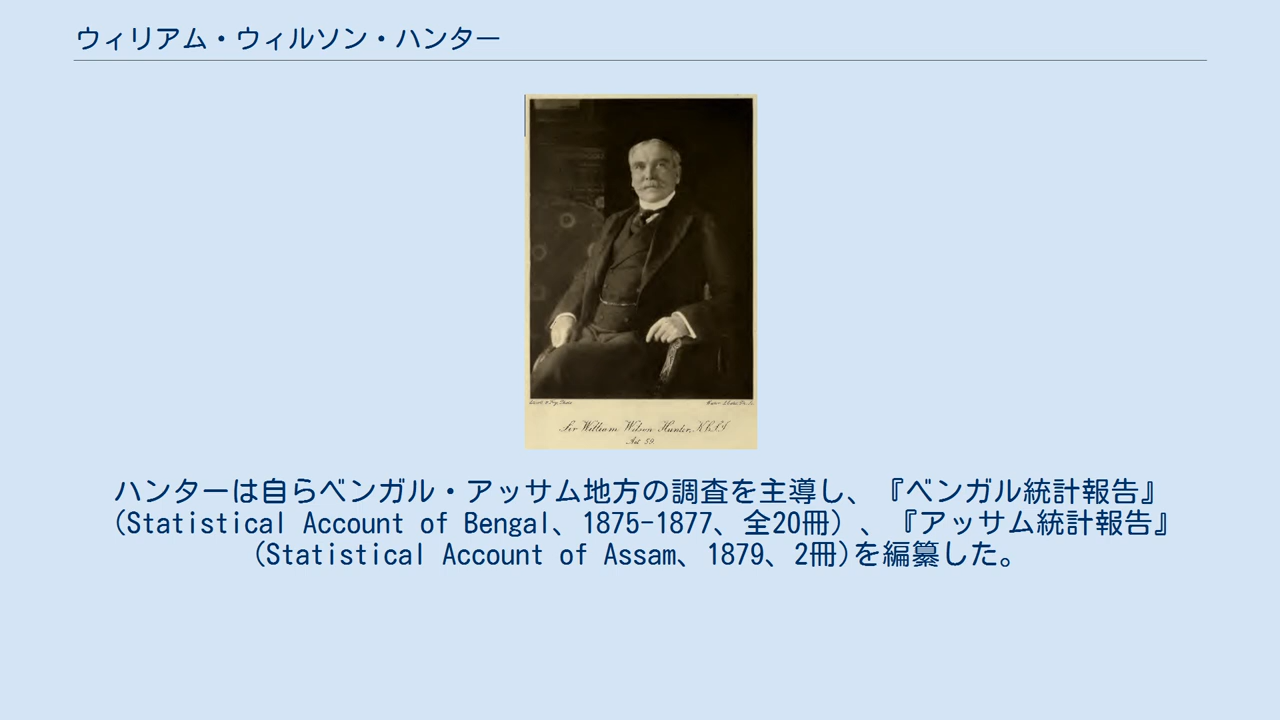 ウィリアム・ウィルソン・ハンター
Sir William Wilson Hunter, K.C.S.I
Aet 59.
ハンターは自らベンガル・アッサム地方の調査を主導し、『ベンガル統計報告』
(Statistical Account of Bengal、1875-1877、全20冊) 、『アッサム統計報告』
(Statistical Account of Assam、1879、2冊)を編纂した。